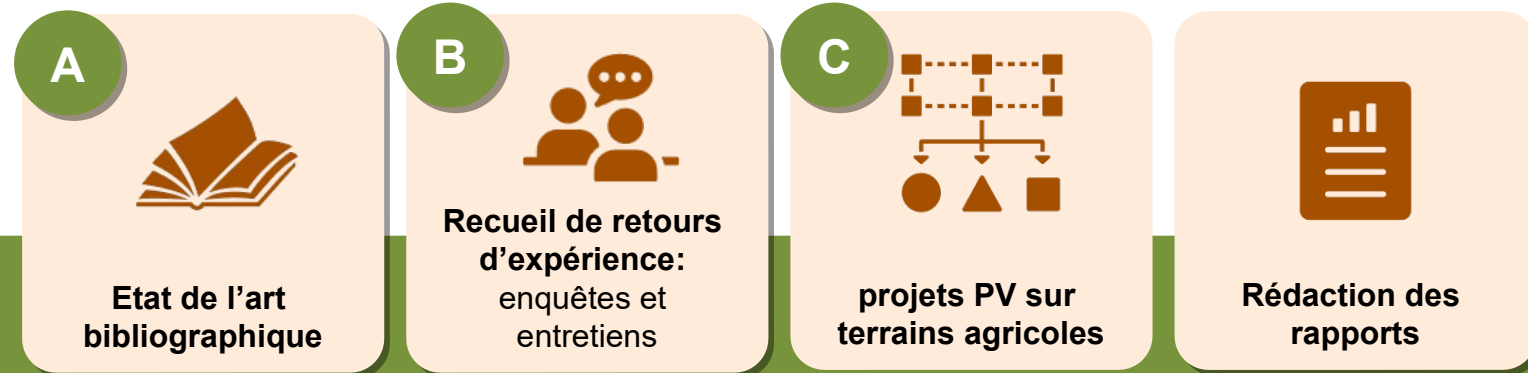 A
Etat de l'art
bibliographique
B
Recueil de retours
d'expérience:
enquêtes et
entretiens
C
projets PV sur
terrains agricoles
Rédaction des
rapports